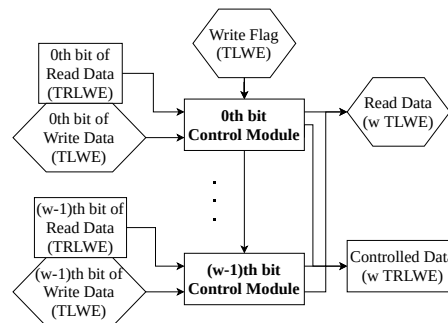 Write Flag
(TLWE)
0th bit of
Read Data
(TRLWE)
0th bit of
Write Data
(TLWE)
0th bit
Control Module
Read Data
(w TLWE)
(w-1)th bit of
Read Data
(TRLWE)
(w-1)th bit of
Write Data
(TLWE)
(w-1)th bit
Control Module
Controlled Data
(w TRLWE)